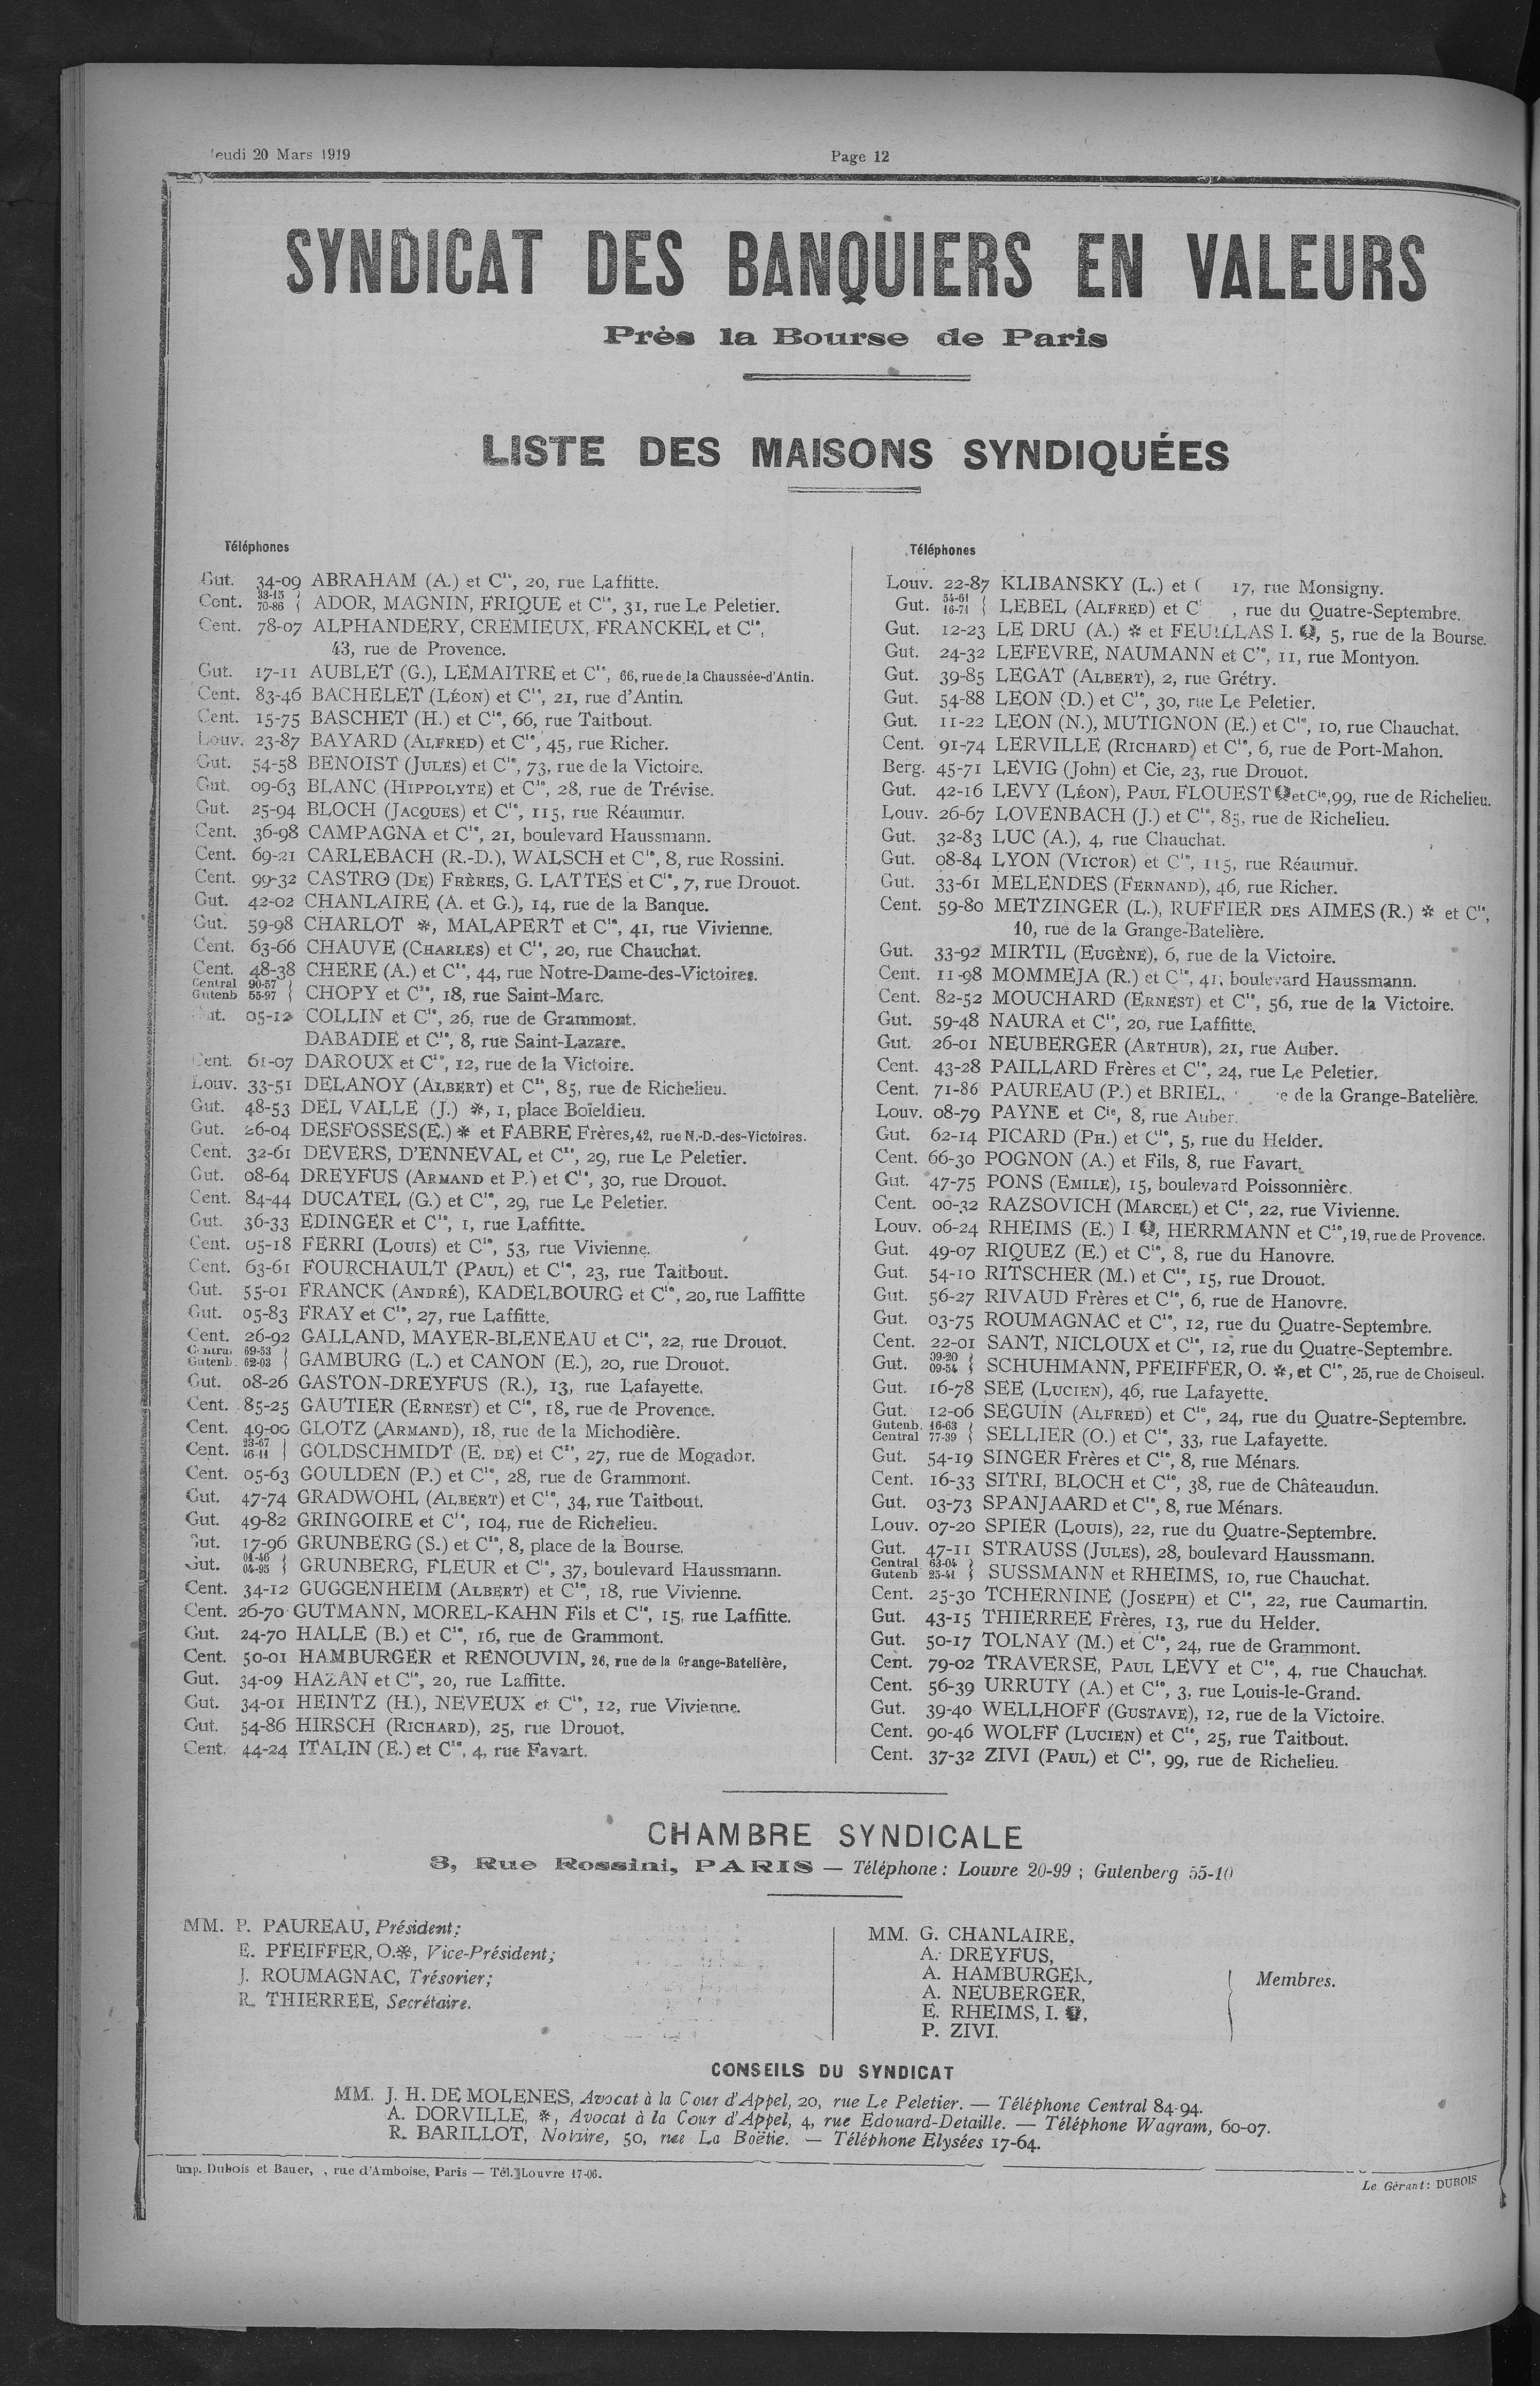 eudi 20 Mars 1919
Page 12
SYNDICAT DES BANQUIERS EN VALEURS
Près la Bourse de Paris
LISTE DES MAISONS SYNDIQUÉES
Téléphones
Gut. 34-09 ABRAHAM (A.) et Cie, 20, rue Laffitte.
Cent. 33-15 70-86 { ADOR, MAGNIN, FRIQUE et Cie, 31, rue Le Peletier.
Cent. 78-07 ALPHANDERY, CREMIEUX, FRANCKEL et Cie,
43, rue de Provence.
Gut. 17-11 AUBLET (G.), LEMAITRE et Cie, 66, rue de la Chaussée-d'Antin.
Cent. 83-46 BACHELET (LÉON) et Cie, 21, rue d'Antin.
Cent. 15-75 BASCHET (H.) et Cie, 66, rue Taitbout.
Louv. 23-87 BAYARD (ALFRED) et Cie, 45, rue Richer.
Gut. 54-58 BENOIST (JULES) et Cie, 73, rue de la Victoire.
Gut. 09-63 BLANC (HIPPOLYTE) et Cie, 28, rue de Trévise.
Gut. 25-94 BLOCH (JACQUES) et Cie, 115, rue Réaumur.
Cent. 36-98 CAMPAGNA et Cie, 21, boulevard Haussmann.
Cent. 69-21 CARLEBACH (R.-D.), WALSCH et Cie, 8, rue Rossini.
Cent. 99-32 CASTRO (DE) FRÈRES, G. LATTES et Cie, 7, rue Drouot.
Gut. 42-02 CHANLAIRE (A. et G.), 14, rue de la Banque.
Gut. 59-98 CHARLOT ✻, MALAPERT et Cie, 41, rue Vivienne.
Cent. 63-66 CHAUVE (CHARLES) et Cie, 20, rue Chauchat.
Cent. 48-38 CHERE (A.) et Cie, 44, rue Notre-Dame-des-Victoires.
Central 90-57 Gutenb 55-97 { CHOPY et Cie, 18, rue Saint-Marc.
ut. 05-12 COLLIN et Cie, 26, rue de Grammont.
DABADIE et Cie, 8, rue Saint-Lazare.
Cent. 61-07 DAROUX et Cie, 12, rue de la Victoire.
Louv. 33-51 DELANOY (ALBERT) et Cie, 85, rue de Richelieu.
Gut. 48-53 DEL VALLE (J.) ✻, 1, place Boïeldieu.
Gut. 26-04 DESFOSSES (E.) ✻ et FABRE Frères, 42, rue N.-D.-des-Victoires.
Cent. 32-61 DEVERS, D'ENNEVAL et Cie, 29, rue Le Peletier.
Gut. 08-64 DREYFUS (ARMAND et P.) et Cie, 30, rue Drouot.
Cent. 84-44 DUCATEL (G.) et Cie, 29, rue Le Peletier.
Gut. 36-33 EDINGER et Cie, 1, rue Laffitte.
Cent. 05-18 FERRI (LOUIS) et Cie, 53, rue Vivienne.
Cent. 63-61 FOURCHAULT (PAUL) et Cie, 23, rue Taitbout.
Gut. 55-01 FRANCK (ANDRÉ), KADELBOURG et Cie, 20, rue Laffitte
Gut. 05-83 FRAY et Cie, 27, rue Laffitte.
Cent. 26-92 GALLAND, MAYER-BLENEAU et Cie, 22, rue Drouot.
Central 69-53 Gutenb. 62-03 { GAMBURG (L.) et CANON (E.), 20, rue Drouot.
Gut. 08-26 GASTON-DREYFUS (R.), 13, rue Lafayette.
Cent. 85-25 GAUTIER (ERNEST) et Cie, 18, rue de Provence.
Cent. 49-00 GLOTZ (ARMAND), 18, rue de la Michodière.
Cent. 23-67 46-41 { GOLDSCHMIDT (E. DE) et Cie, 27, rue de Mogador.
Cent. 05-63 GOULDEN (P.) et Cie, 28, rue de Grammont.
Gut. 47-74 GRADWOHL (ALBERT) et Cie, 34, rue Taitbout.
Gut. 49-82 GRINGOIRE et Cie, 104, rue de Richelieu.
Gut. 17-96 GRUNBERG (S.) et Cie, 8, place de la Bourse.
Gut. 01-46 04-95 { GRUNBERG, FLEUR et Cie, 37, boulevard Haussmann.
Cent. 34-12 GUGGENHEIM (ALBERT) et Cie, 18, rue Vivienne.
Cent. 26-70 GUTMANN, MOREL-KAHN Fils et Cie, 15, rue Laffitte.
Gut. 24-70 HALLE (B.) et Cie, 16, rue de Grammont.
Cent. 50-01 HAMBURGER et RENOUVIN, 26, rue de la Grange-Batelière,
Gut. 34-09 HAZAN et Cie, 20, rue Laffitte.
Gut. 34-01 HEINTZ (H.), NEVEUX et Cie, 12, rue Vivienne.
Gut. 54-86 HIRSCH (RICHARD), 25, rue Drouot.
Cent. 44-24 ITALIN (E.) et Cie, 4, rue Favart.
Téléphones
Louv. 22-87 KLIBANSKY (L.) et ( 17, rue Monsigny.
Gut. 54-61 16-71 { LEBEL (ALFRED) et C , rue du Quatre-Septembre.
Gut. 12-23 LE DRU (A.) ✻ et FEUILLAS I. Q, 5, rue de la Bourse.
Gut. 24-32 LEFEVRE, NAUMANN et Cie, 11, rue Montyon.
Gut. 39-85 LEGAT (ALBERT), 2, rue Grétry.
Gut. 54-88 LEON (D.) et Cie, 30, rue Le Peletier.
Gut. 11-22 LEON (N.), MUTIGNON (E.) et Cie, 10, rue Chauchat.
Cent. 91-74 LERVILLE (RICHARD) et Cie, 6, rue de Port-Mahon.
Berg. 45-71 LEVIG (John) et Cie, 23, rue Drouot.
Gut. 42-16 LEVY (LÉON), PAUL FLOUEST Q et Cie, 99, rue de Richelieu.
Louv. 26-67 LOVENBACH (J.) et Cie, 85, rue de Richelieu.
Gut. 32-83 LUC (A.), 4, rue Chauchat.
Gut. 08-84 LYON (VICTOR) et Cie, 115, rue Réaumur.
Gut. 33-61 MELENDES (FERNAND), 46, rue Richer.
Cent. 59-80 METZINGER (L.), RUFFIER DES AIMES (R.) ✻ et Cie,
10, rue de la Grange-Batelière.
Gut. 33-92 MIRTIL (EUGÈNE), 6, rue de la Victoire.
Cent. 11-98 MOMMEJA (R.) et Cie, 41, boulevard Haussmann.
Cent. 82-52 MOUCHARD (ERNEST) et Cie, 56, rue de la Victoire.
Gut. 59-48 NAURA et Cie, 20, rue Laffitte.
Gut. 26-01 NEUBERGER (ARTHUR), 21, rue Auber.
Cent. 43-28 PAILLARD Frères et Cie, 24, rue Le Peletier.
Cent. 71-86 PAUREAU (P.) et BRIEL, e de la Grange-Batelière.
Louv. 08-79 PAYNE et Cie, 8, rue Auber.
Gut. 62-14 PICARD (PH.) et Cie, 5, rue du Helder.
Cent. 66-30 POGNON (A.) et Fils, 8, rue Favart.
Gut. 47-75 PONS (EMILE), 15, boulevard Poissonnière.
Cent. 00-32 RAZSOVICH (MARCEL) et Cie, 22, rue Vivienne.
Louv. 06-24 RHEIMS (E.) I Q, HERRMANN et Cie, 19, rue de Provence.
Gut. 49-07 RIQUEZ (E.) et Cie, 8, rue du Hanovre.
Gut. 54-10 RITSCHER (M.) et Cie, 15, rue Drouot.
Gut. 56-27 RIVAUD Frères et Cie, 6, rue de Hanovre.
Gut. 03-75 ROUMAGNAC et Cie, 12, rue du Quatre-Septembre.
Cent. 22-01 SANT, NICLOUX et Cie, 12, rue du Quatre-Septembre.
Gut. 39-20 09-54 { SCHUHMANN, PFEIFFER, O. ✻, et Cie, 25, rue de Choiseul.
Gut. 16-78 SEE (LUCIEN), 46, rue Lafayette.
Gut. 12-06 SEGUIN (ALFRED) et Cie, 24, rue du Quatre-Septembre.
Gutenb. 16-63 Central 77-39 { SELLIER (O.) et Cie, 33, rue Lafayette.
Gut. 54-19 SINGER Frères et Cie, 8, rue Ménars.
Cent. 16-33 SITRI, BLOCH et Cie, 38, rue de Châteaudun.
Gut. 03-73 SPANJAARD et Cie, 8, rue Ménars.
Louv. 07-20 SPIER (LOUIS), 22, rue du Quatre-Septembre.
Gut. 47-11 STRAUSS (JULES), 28, boulevard Haussmann.
Central 63-04 Gutenb 25-41 } SUSSMANN et RHEIMS, 10, rue Chauchat.
Cent. 25-30 TCHERNINE (JOSEPH) et Cie, 22, rue Caumartin.
Gut. 43-15 THIERREE Frères, 13, rue du Helder.
Gut. 50-17 TOLNAY (M.) et Cie, 24, rue de Grammont.
Cent. 79-02 TRAVERSE, PAUL LEVY et Cie, 4, rue Chauchat.
Cent. 56-39 URRUTY (A.) et Cie, 3, rue Louis-le-Grand.
Gut. 39-40 WELLHOFF (GUSTAVE), 12, rue de la Victoire.
Cent. 90-46 WOLFF (LUCIEN) et Cie, 25, rue Taitbout.
Cent. 37-32 ZIVI (PAUL) et Cie, 99, rue de Richelieu.
CHAMBRE SYNDICALE
8, Rue Rossini, PARIS — Téléphone : Louvre 20-99 ; Gutenberg 55-10
MM. P. PAUREAU, Président;
E. PFEIFFER, O.✻, Vice-Président;
J. ROUMAGNAC, Trésorier;
R. THIERREE, Secrétaire.
MM. G. CHANLAIRE,
A. DREYFUS,
A. HAMBURGER,
A. NEUBERGER,
E. RHEIMS, I. Q,
P. ZIVI.
Membres.
CONSEILS DU SYNDICAT
MM. J. H. DE MOLENES, Avocat à la Cour d'Appel, 20, rue Le Peletier. — Téléphone Central 84-94.
A. DORVILLE, ✻, Avocat à la Cour d'Appel, 4, rue Edouard-Detaille. — Téléphone Wagram, 60-07.
R. BARILLOT, Notaire, 50, rue La Boëtie. — Téléphone Elysées 17-64.
Imp. Dubois et Bauer, , rue d'Amboise, Paris — Tél. Louvre 17-06.
Le Gérant: DUBOIS